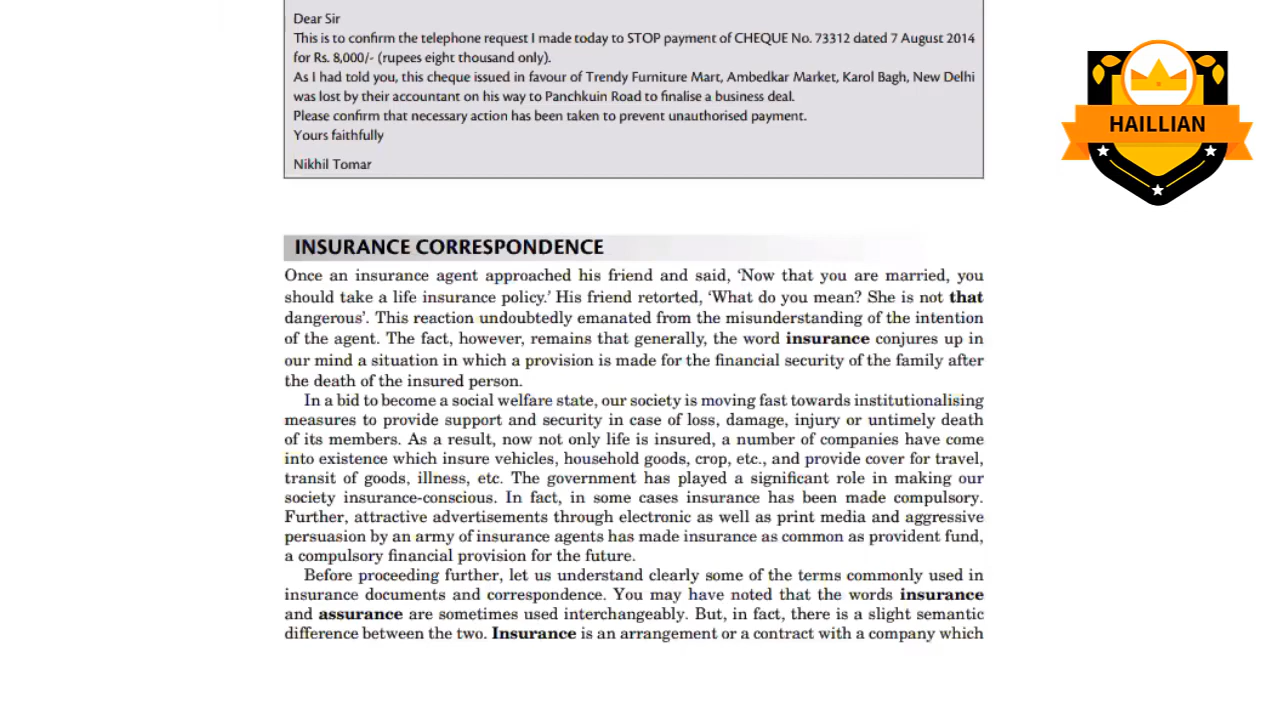 Dear Sir
This is to confirm the telephone request I made today to STOP payment of CHEQUE No. 73312 dated 7 August 2014
for Rs. 8,000/- (rupees eight thousand only).
As I had told you, this cheque issued in favour of Trendy Furniture Mart, Ambedkar Market, Karol Bagh, New Delhi
was lost by their accountant on his way to Panchkuin Road to finalise a business deal.
Please confirm that necessary action has been taken to prevent unauthorised payment.
Yours faithfully
Nikhil Tomar
HAILLIAN
INSURANCE CORRESPONDENCE
Once an insurance agent approached his friend and said, ‘Now that you are married, you
should take a life insurance policy.’ His friend retorted, ‘What do you mean? She is not that
dangerous’. This reaction undoubtedly emanated from the misunderstanding of the intention
of the agent. The fact, however, remains that generally, the word insurance conjures up in
our mind a situation in which a provision is made for the financial security of the family after
the death of the insured person.
In a bid to become a social welfare state, our society is moving fast towards institutionalising
measures to provide support and security in case of loss, damage, injury or untimely death
of its members. As a result, now not only life is insured, a number of companies have come
into existence which insure vehicles, household goods, crop, etc., and provide cover for travel,
transit of goods, illness, etc. The government has played a significant role in making our
society insurance-conscious. In fact, in some cases insurance has been made compulsory.
Further, attractive advertisements through electronic as well as print media and aggressive
persuasion by an army of insurance agents has made insurance as common as provident fund,
a compulsory financial provision for the future.
Before proceeding further, let us understand clearly some of the terms commonly used in
insurance documents and correspondence. You may have noted that the words insurance
and assurance are sometimes used interchangeably. But, in fact, there is a slight semantic
difference between the two. Insurance is an arrangement or a contract with a company which